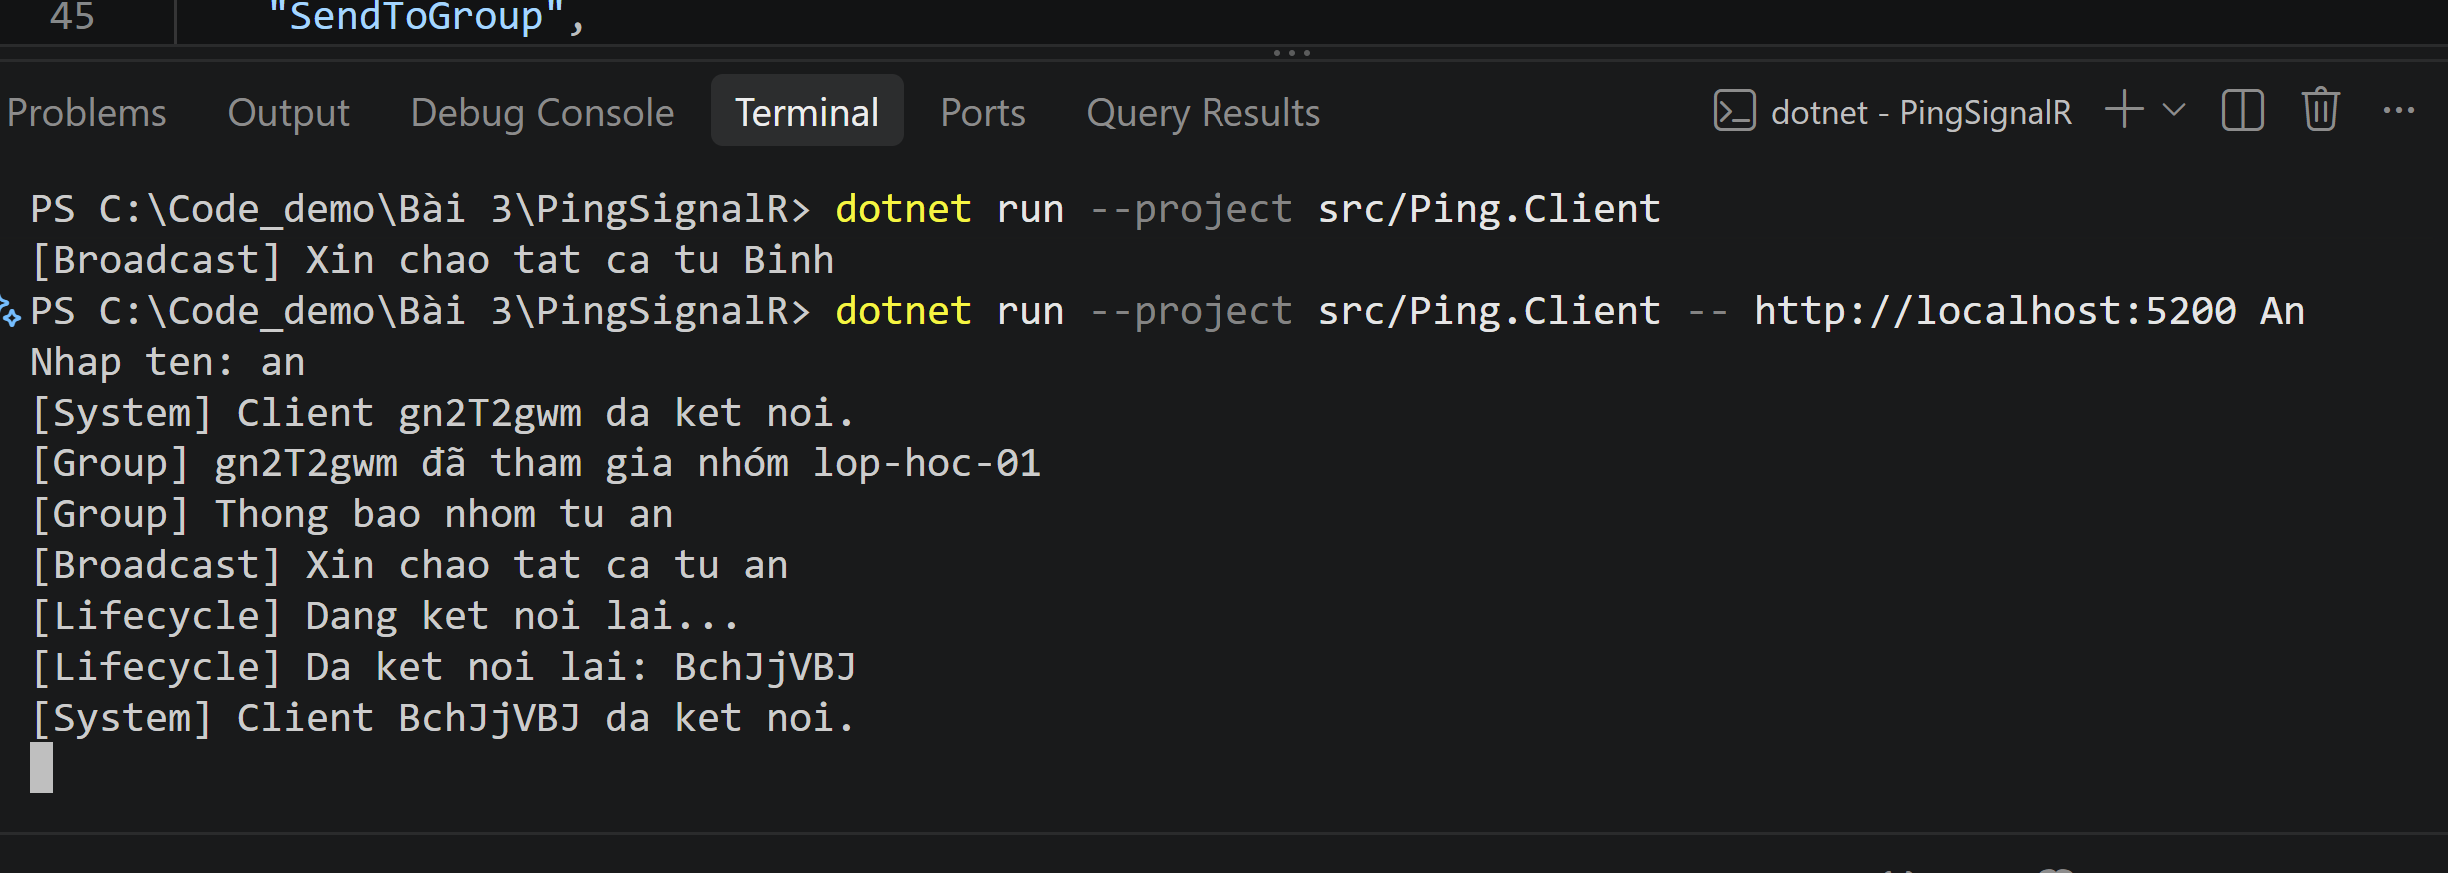 45 "SendToGroup",
Problems Output Debug Console Terminal Ports Query Results dotnet - PingSignalR
PS C:\Code_demo\Bài 3\PingSignalR> dotnet run --project src/Ping.Client
[Broadcast] Xin chao tat ca tu Binh
PS C:\Code_demo\Bài 3\PingSignalR> dotnet run --project src/Ping.Client -- http://localhost:5200 An
Nhap ten: an
[System] Client gn2T2gwm da ket noi.
[Group] gn2T2gwm đã tham gia nhóm lop-hoc-01
[Group] Thong bao nhom tu an
[Broadcast] Xin chao tat ca tu an
[Lifecycle] Dang ket noi lai...
[Lifecycle] Da ket noi lai: BchJjVBJ
[System] Client BchJjVBJ da ket noi.